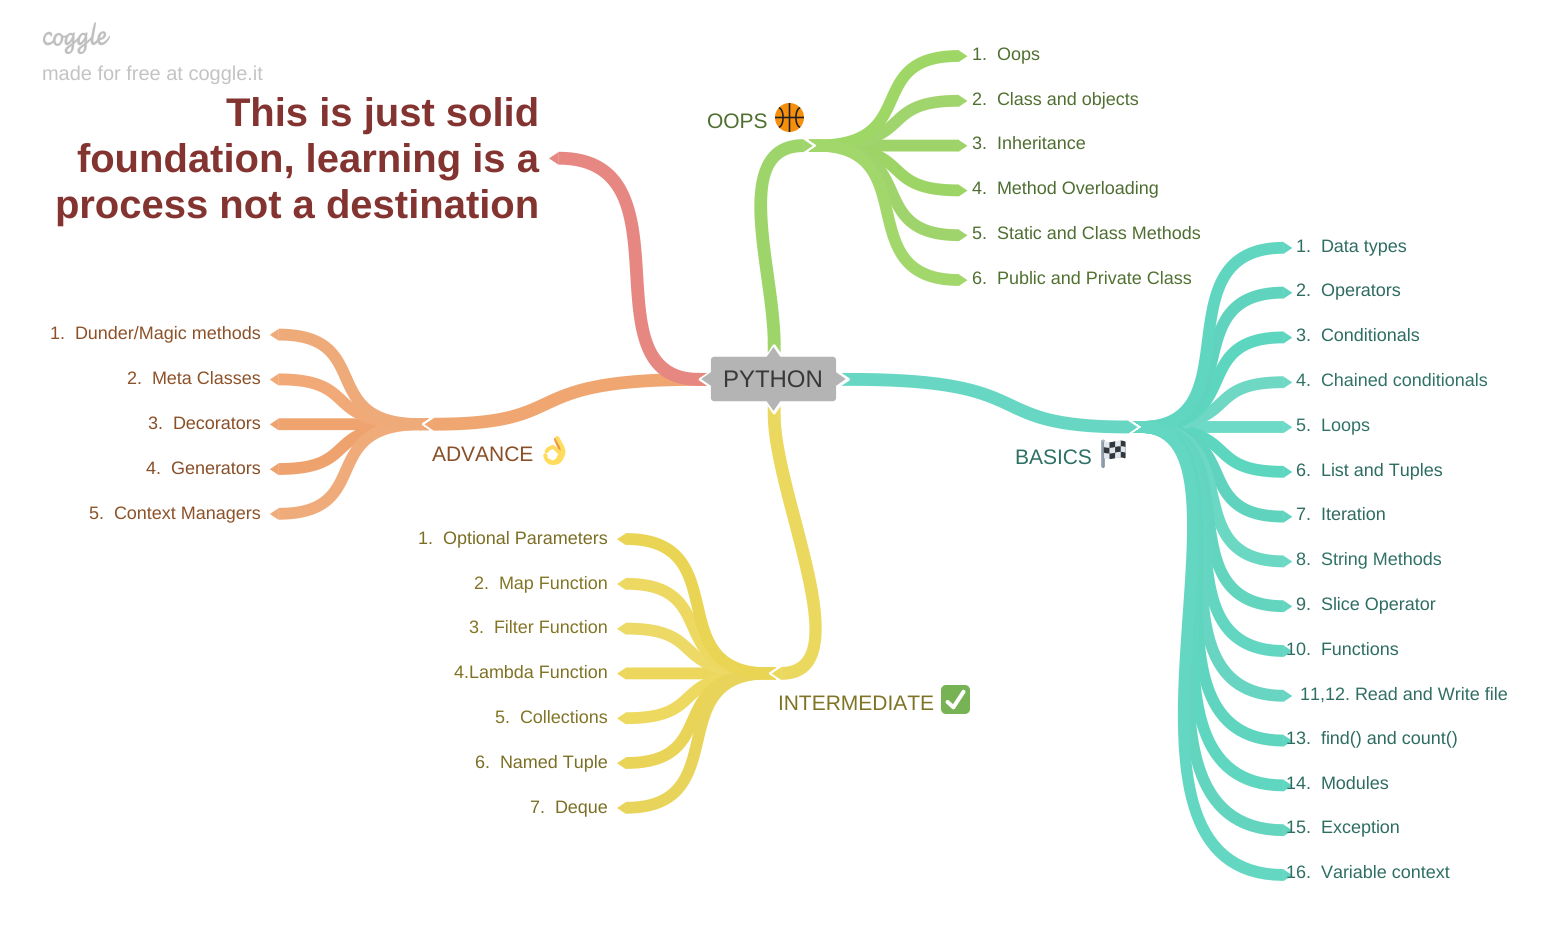 coggle
made for free at coggle.it
This is just solid
foundation, learning is a
process not a destination
OOPS
1. Oops
2. Class and objects
3. Inheritance
4. Method Overloading
5. Static and Class Methods
6. Public and Private Class
PYTHON
BASICS
1. Data types
2. Operators
3. Conditionals
4. Chained conditionals
5. Loops
6. List and Tuples
7. Iteration
8. String Methods
9. Slice Operator
10. Functions
11,12. Read and Write file
13. find() and count()
14. Modules
15. Exception
16. Variable context
ADVANCE
1. Dunder/Magic methods
2. Meta Classes
3. Decorators
4. Generators
5. Context Managers
INTERMEDIATE
1. Optional Parameters
2. Map Function
3. Filter Function
4.Lambda Function
5. Collections
6. Named Tuple
7. Deque